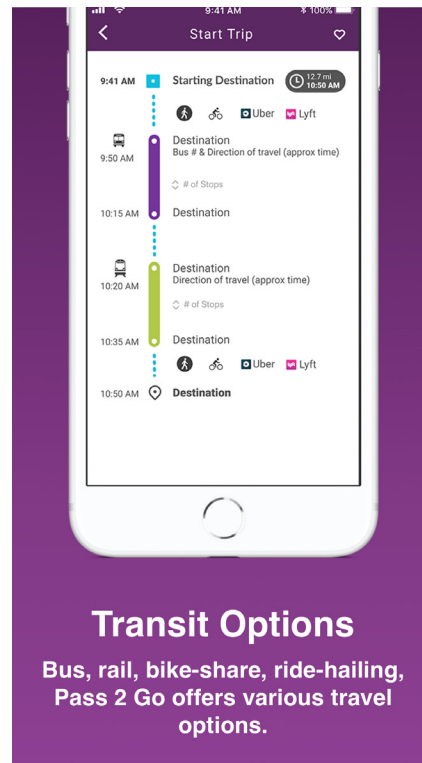 9:41 AM
100%
Start Trip
9:41 AM
Starting Destination
12.7 mi
10:50 AM
Uber
Lyft
Destination
Bus # & Direction of travel (approx time)
9:50 AM
# of Stops
10:15 AM
Destination
Destination
Direction of travel (approx time)
10:20 AM
# of Stops
10:35 AM
Destination
Uber
Lyft
10:50 AM
Destination
Transit Options
Bus, rail, bike-share, ride-hailing,
Pass 2 Go offers various travel
options.